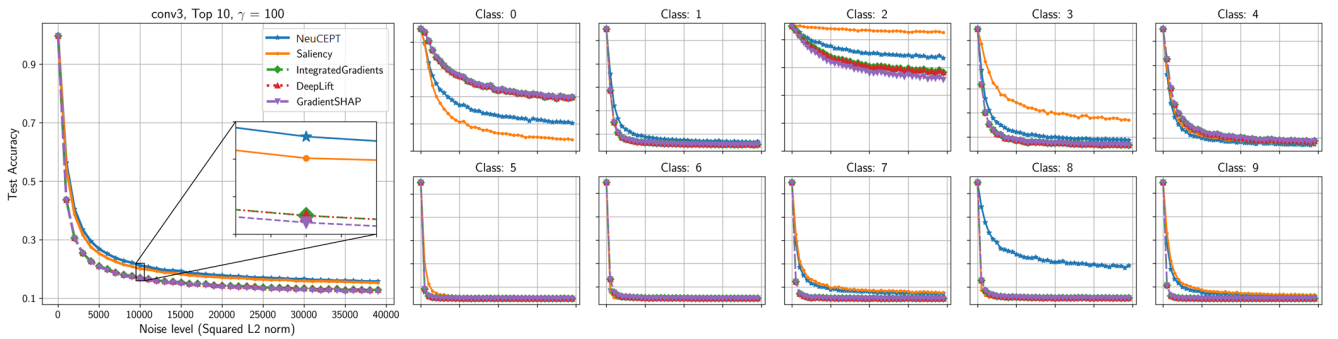 conv3, Top 10, γ = 100
Test Accuracy
0.9
0.7
0.5
0.3
0.1
0 5000 10000 15000 20000 25000 30000 35000 39000
Noise level (Squared L2 norm)
NeuCEPT
Saliency
IntegratedGradients
DeepLift
GradientSHAP
Class: 0
Class: 1
Class: 2
Class: 3
Class: 4
Class: 5
Class: 6
Class: 7
Class: 8
Class: 9